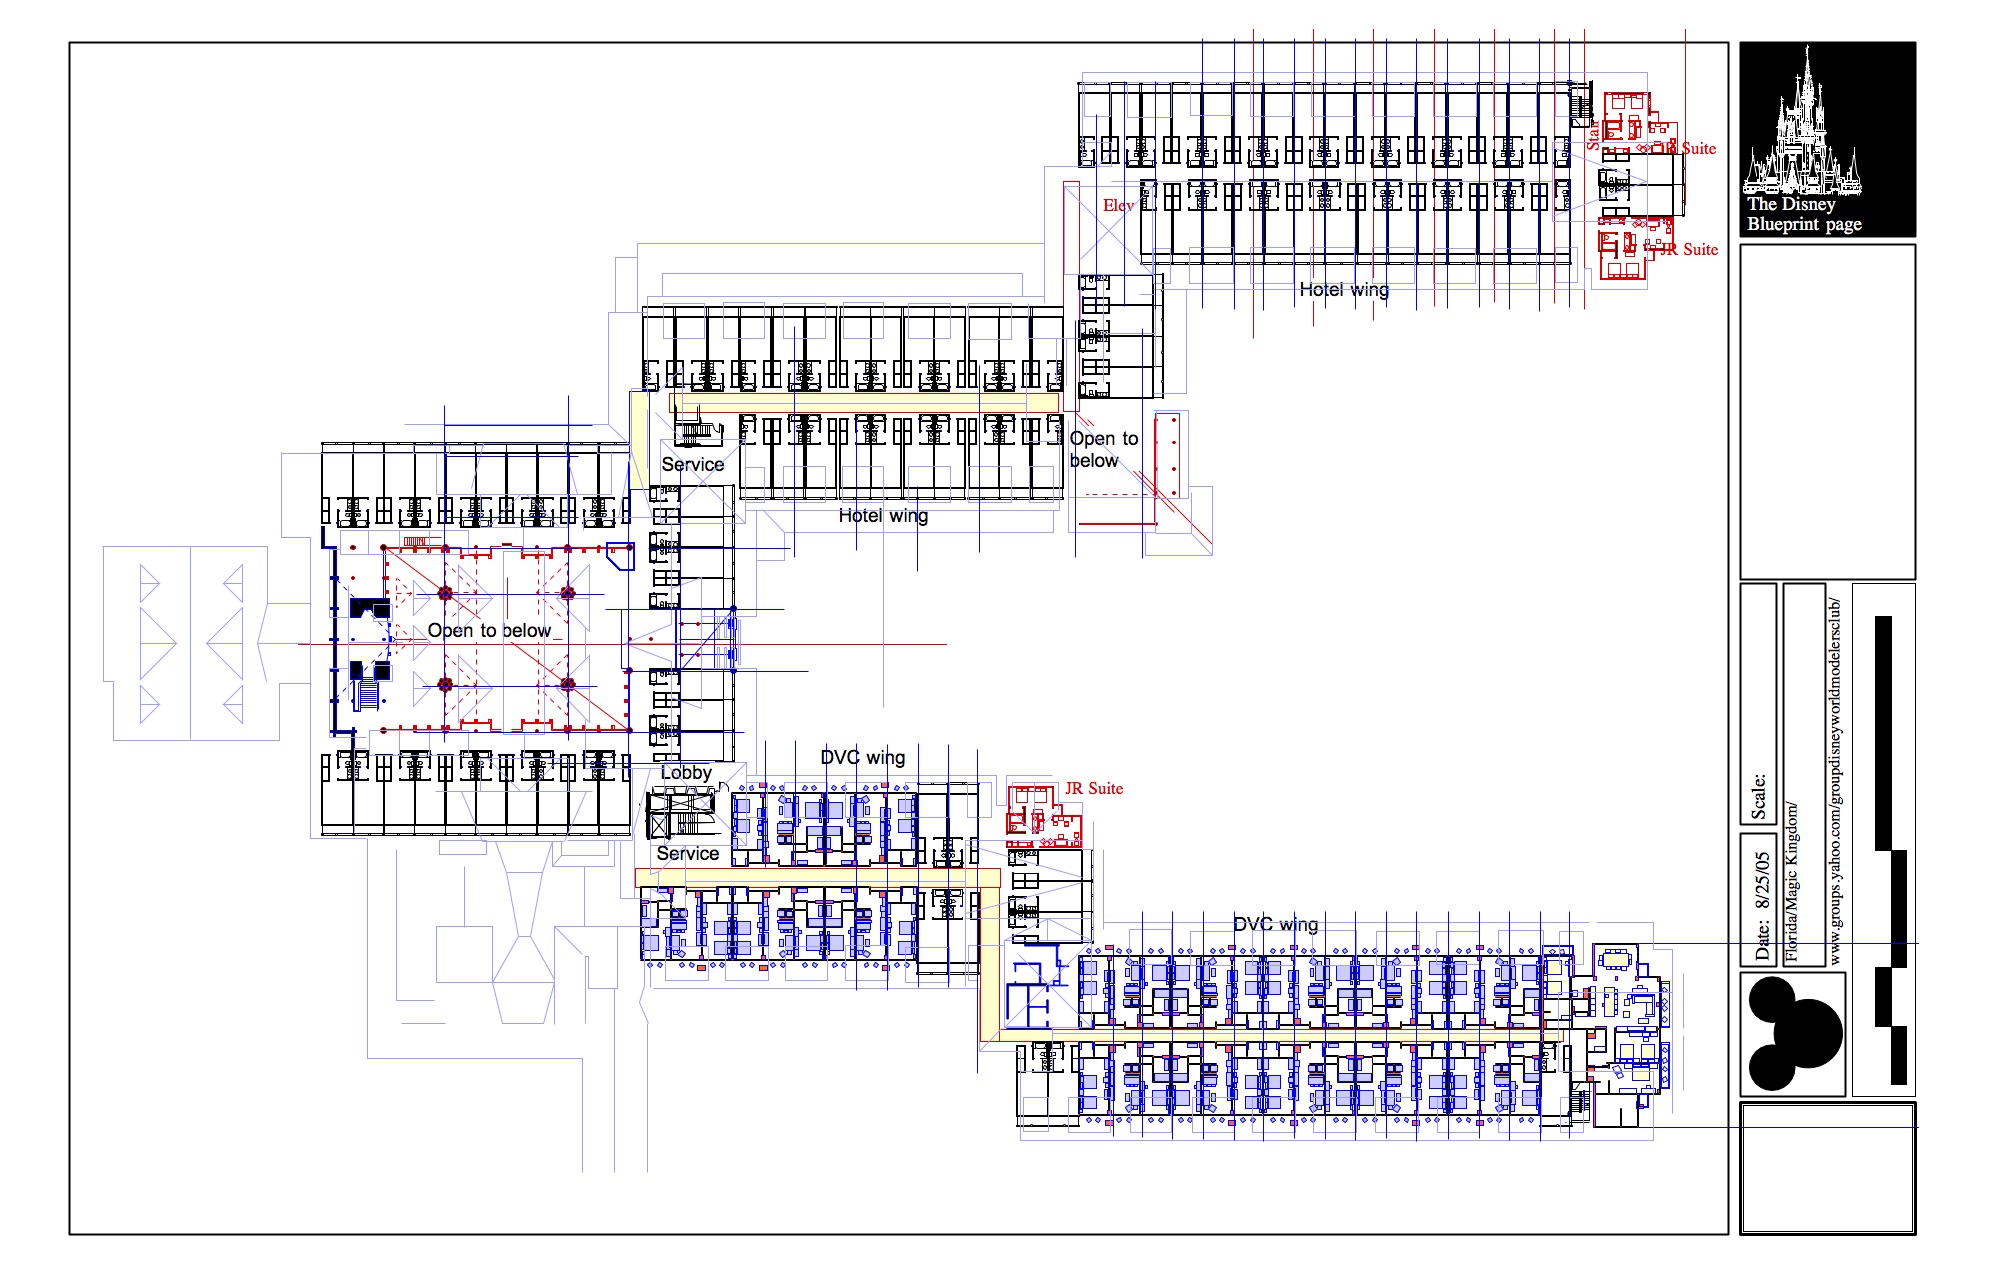 Stair
JR Suite
Elev
JR Suite
Hotel wing
Open to
below
Service
Hotel wing
Open to below
DVC wing
Lobby
JR Suite
Service
DVC wing
The Disney
Blueprint page
Scale:
Date: 8/25/05
Florida/Magic Kingdom/
www.groups.yahoo.com/groupdisneyworldmodelersclub/